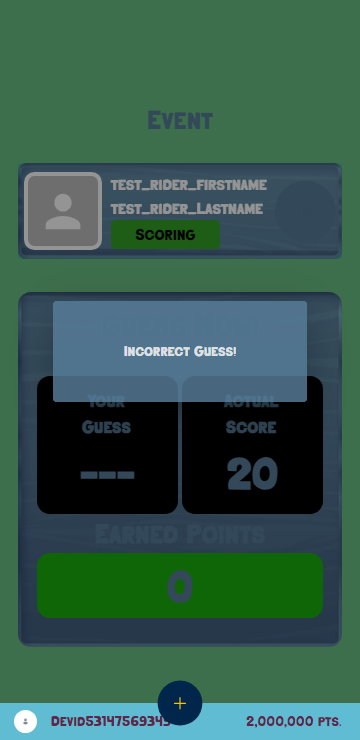 Event
TEST_RIDER_FIRSTNAME
TEST_RIDER_LASTNAME
Scoring
Incorrect Guess!
Your
Guess
---
Actual
Score
20
Earned Points
0
Devid53147569345
2,000,000 PTS.